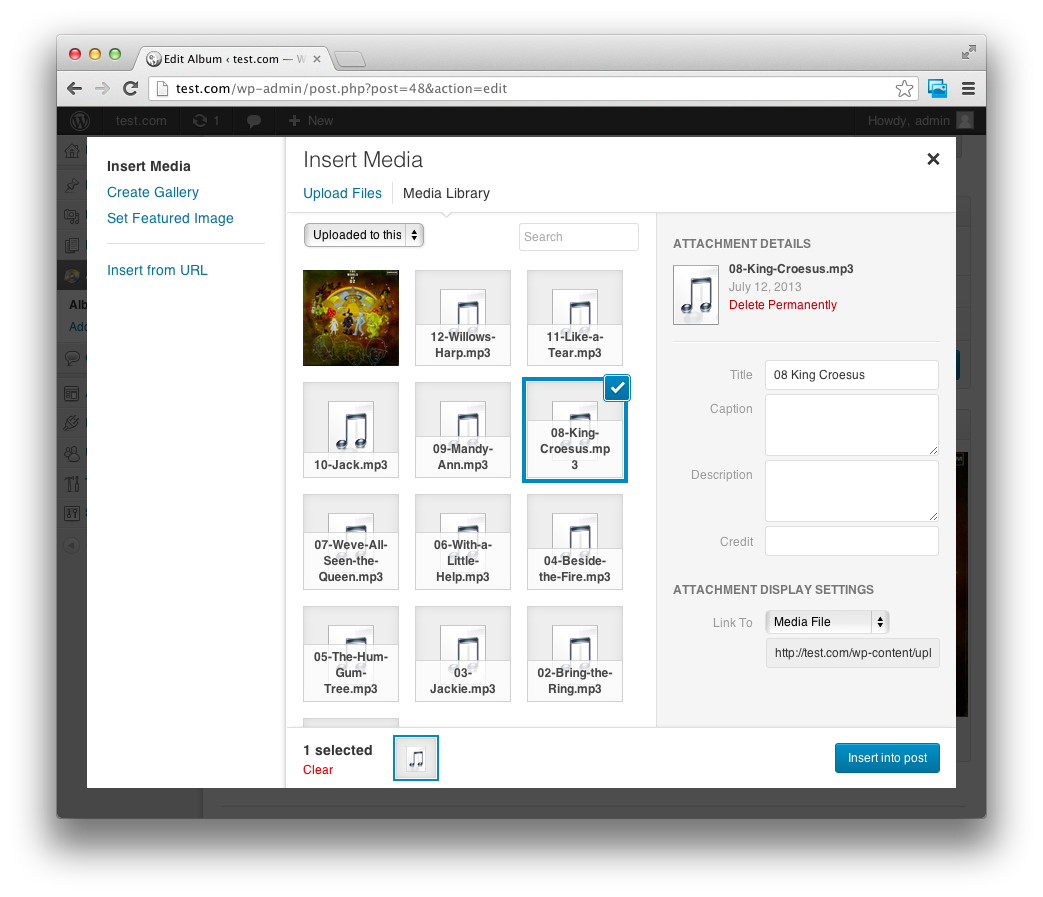 Edit Album ‹ test.com — W
test.com/wp-admin/post.php?post=48&action=edit
test.com
1
New
Howdy, admin
Insert Media
Create Gallery
Set Featured Image
Insert from URL
Insert Media
Upload Files
Media Library
Uploaded to this
Search
12-Willows-
Harp.mp3
11-Like-a-
Tear.mp3
10-Jack.mp3
09-Mandy-
Ann.mp3
08-King-
Croesus.mp
3
07-Weve-All-
Seen-the-
Queen.mp3
06-With-a-
Little-
Help.mp3
04-Beside-
the-Fire.mp3
05-The-Hum-
Gum-
Tree.mp3
03-
Jackie.mp3
02-Bring-the-
Ring.mp3
ATTACHMENT DETAILS
08-King-Croesus.mp3
July 12, 2013
Delete Permanently
Title
08 King Croesus
Caption
Description
Credit
ATTACHMENT DISPLAY SETTINGS
Link To
Media File
http://test.com/wp-content/upl
1 selected
Clear
Insert into post